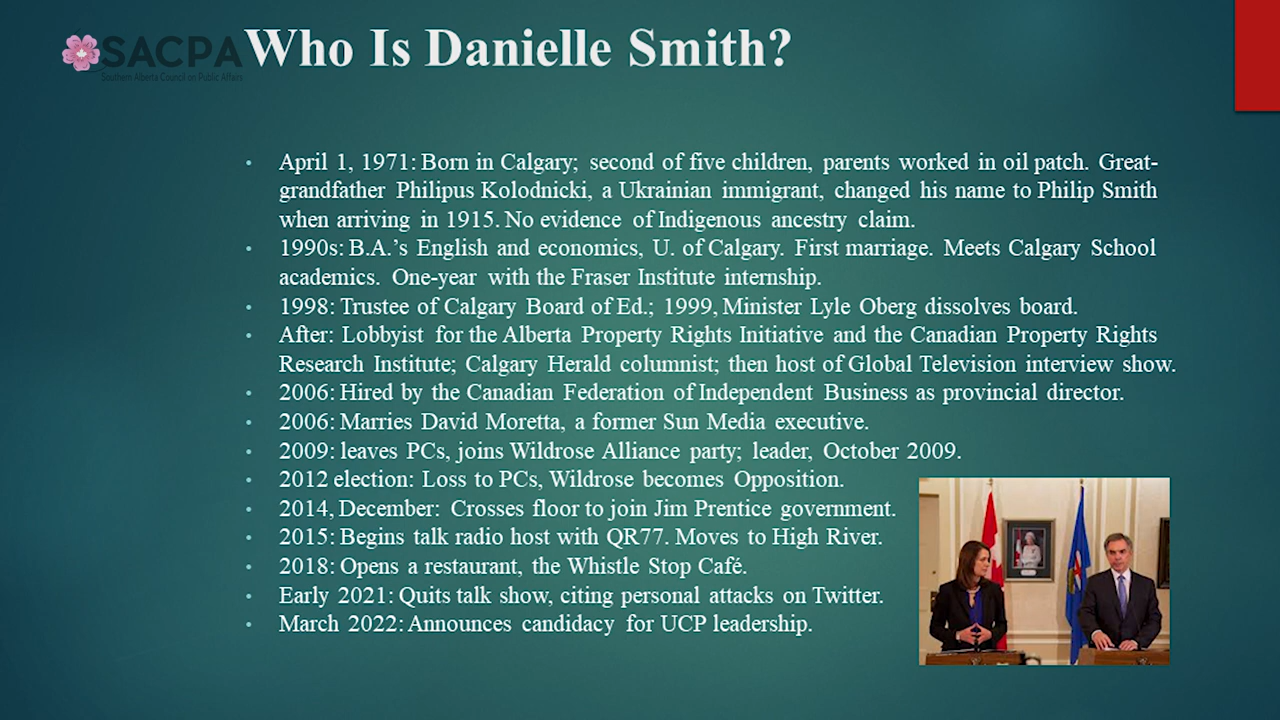 SACPA
Southern Alberta Council on Public Affairs
Who Is Danielle Smith?
• April 1, 1971: Born in Calgary; second of five children, parents worked in oil patch. Great-
grandfather Philipus Kolodnicki, a Ukrainian immigrant, changed his name to Philip Smith
when arriving in 1915. No evidence of Indigenous ancestry claim.
• 1990s: B.A.’s English and economics, U. of Calgary. First marriage. Meets Calgary School
academics. One-year with the Fraser Institute internship.
• 1998: Trustee of Calgary Board of Ed.; 1999, Minister Lyle Oberg dissolves board.
• After: Lobbyist for the Alberta Property Rights Initiative and the Canadian Property Rights
Research Institute; Calgary Herald columnist; then host of Global Television interview show.
• 2006: Hired by the Canadian Federation of Independent Business as provincial director.
• 2006: Marries David Moretta, a former Sun Media executive.
• 2009: leaves PCs, joins Wildrose Alliance party; leader, October 2009.
• 2012 election: Loss to PCs, Wildrose becomes Opposition.
• 2014, December: Crosses floor to join Jim Prentice government.
• 2015: Begins talk radio host with QR77. Moves to High River.
• 2018: Opens a restaurant, the Whistle Stop Café.
• Early 2021: Quits talk show, citing personal attacks on Twitter.
• March 2022: Announces candidacy for UCP leadership.